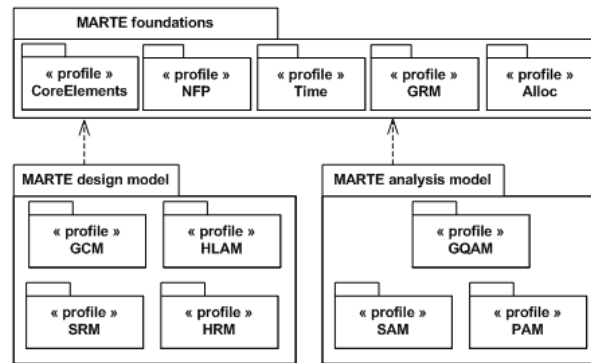 MARTE foundations
« profile » « profile » « profile » « profile » « profile »
CoreElements NFP Time GRM Alloc
MARTE design model
« profile » « profile »
GCM HLAM
« profile » « profile »
SRM HRM
MARTE analysis model
« profile »
GQAM
« profile » « profile »
SAM PAM